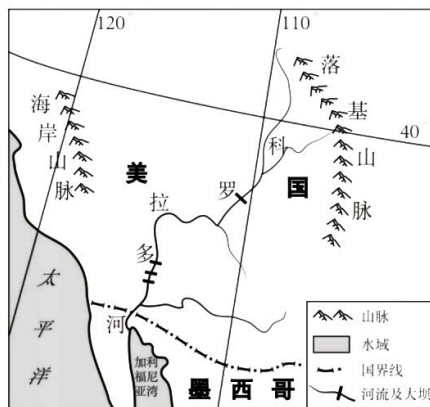 120
110
40
海岸山脉
落基山脉
美国
科罗拉多河
太平洋
加利
福尼
亚湾
墨西哥
山脉
水域
国界线
河流及大坝